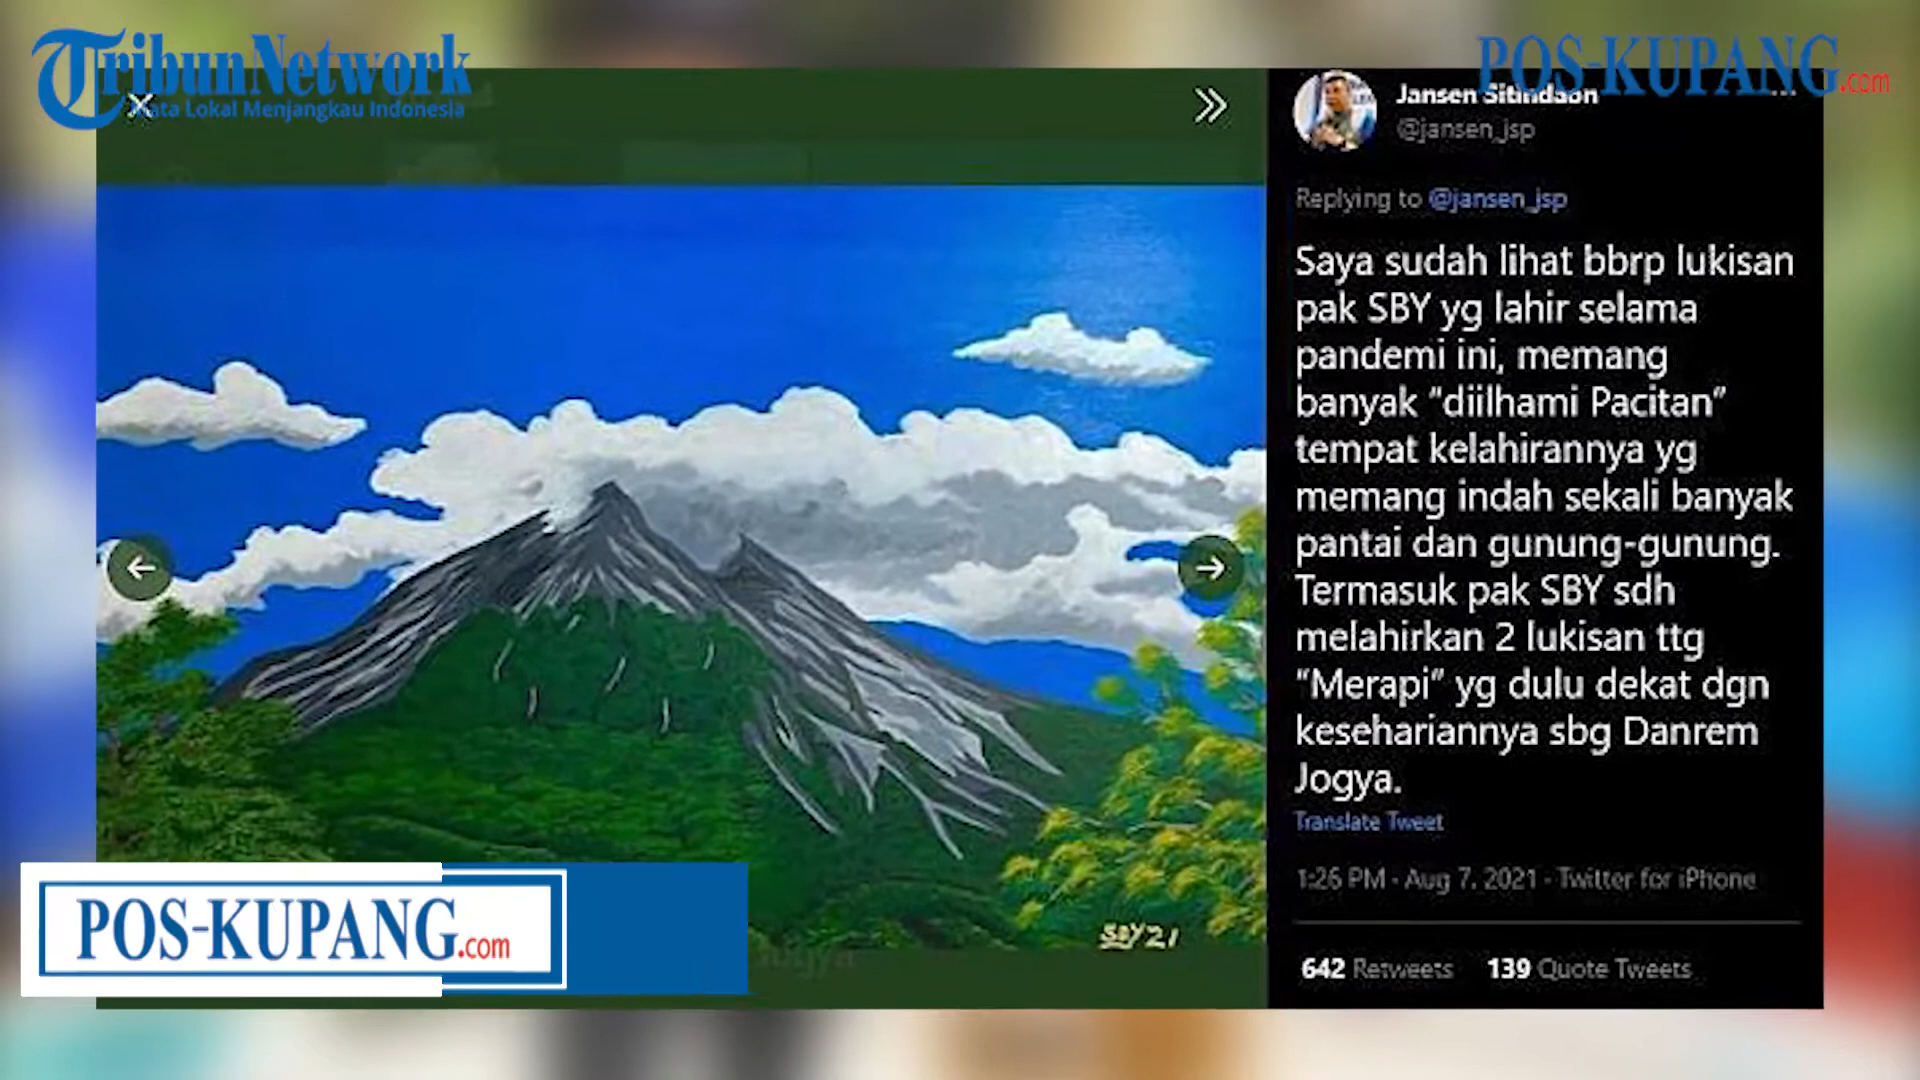 TribunNetwork
Mata Lokal Menjangkau Indonesia
POS-KUPANG.com
Jansen Sitindaon
@jansen_jsp
Replying to @jansen_jsp
Saya sudah lihat bbrp lukisan
pak SBY yg lahir selama
pandemi ini, memang
banyak “diilhami Pacitan”
tempat kelahirannya yg
memang indah sekali banyak
pantai dan gunung-gunung.
Termasuk pak SBY sdh
melahirkan 2 lukisan ttg
“Merapi” yg dulu dekat dgn
kesehariannya sbg Danrem
Jogya.
Translate Tweet
1:26 PM · Aug 7, 2021 · Twitter for iPhone
642 Retweets 139 Quote Tweets
SBY 21
POS-KUPANG.com